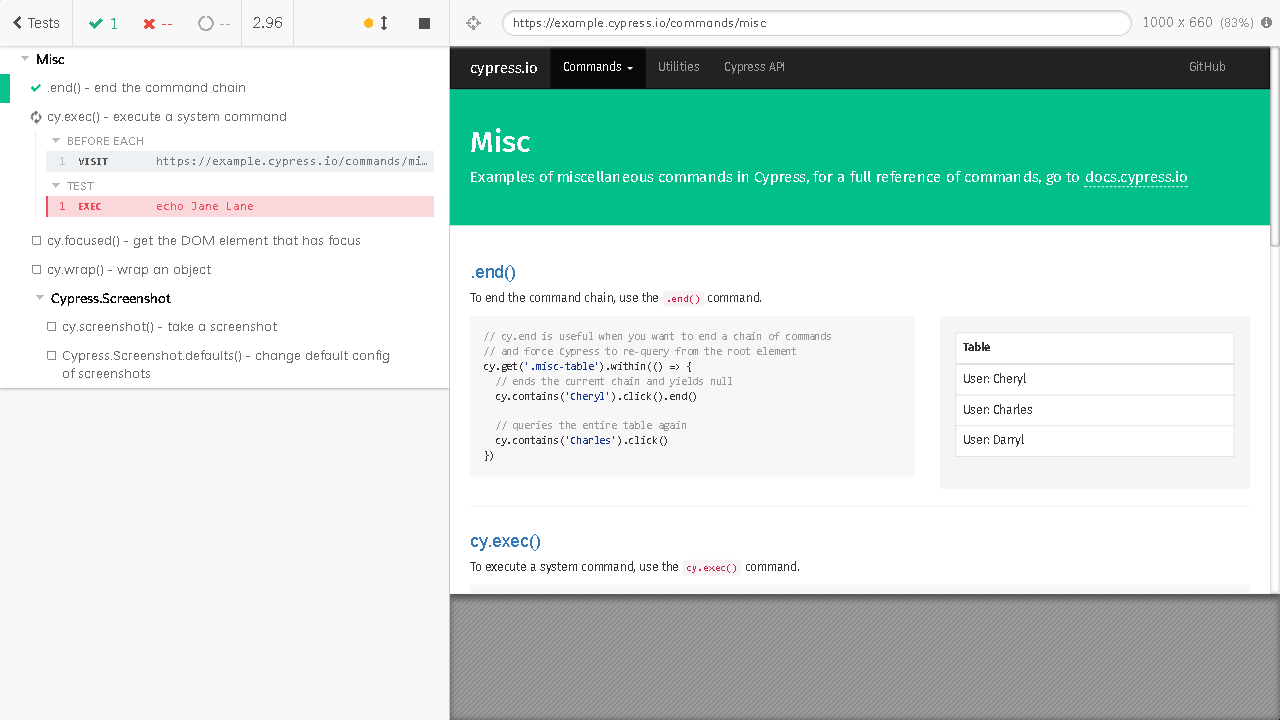 Tests
1
--
--
2.96
https://example.cypress.io/commands/misc
1000 x 660 (83%)
Misc
.end() - end the command chain
cy.exec() - execute a system command
BEFORE EACH
1 VISIT https://example.cypress.io/commands/mi…
TEST
1 EXEC echo Jane Lane
cy.focused() - get the DOM element that has focus
cy.wrap() - wrap an object
Cypress.Screenshot
cy.screenshot() - take a screenshot
Cypress.Screenshot.defaults() - change default config
of screenshots
cypress.io Commands Utilities Cypress API GitHub
Misc
Examples of miscellaneous commands in Cypress, for a full reference of commands, go to docs.cypress.io
.end()
To end the command chain, use the .end() command.
// cy.end is useful when you want to end a chain of commands
// and force Cypress to re-query from the root element
cy.get('.misc-table').within(() => {
// ends the current chain and yields null
cy.contains('Cheryl').click().end()
// queries the entire table again
cy.contains('Charles').click()
})
Table
User: Cheryl
User: Charles
User: Darryl
cy.exec()
To execute a system command, use the cy.exec() command.